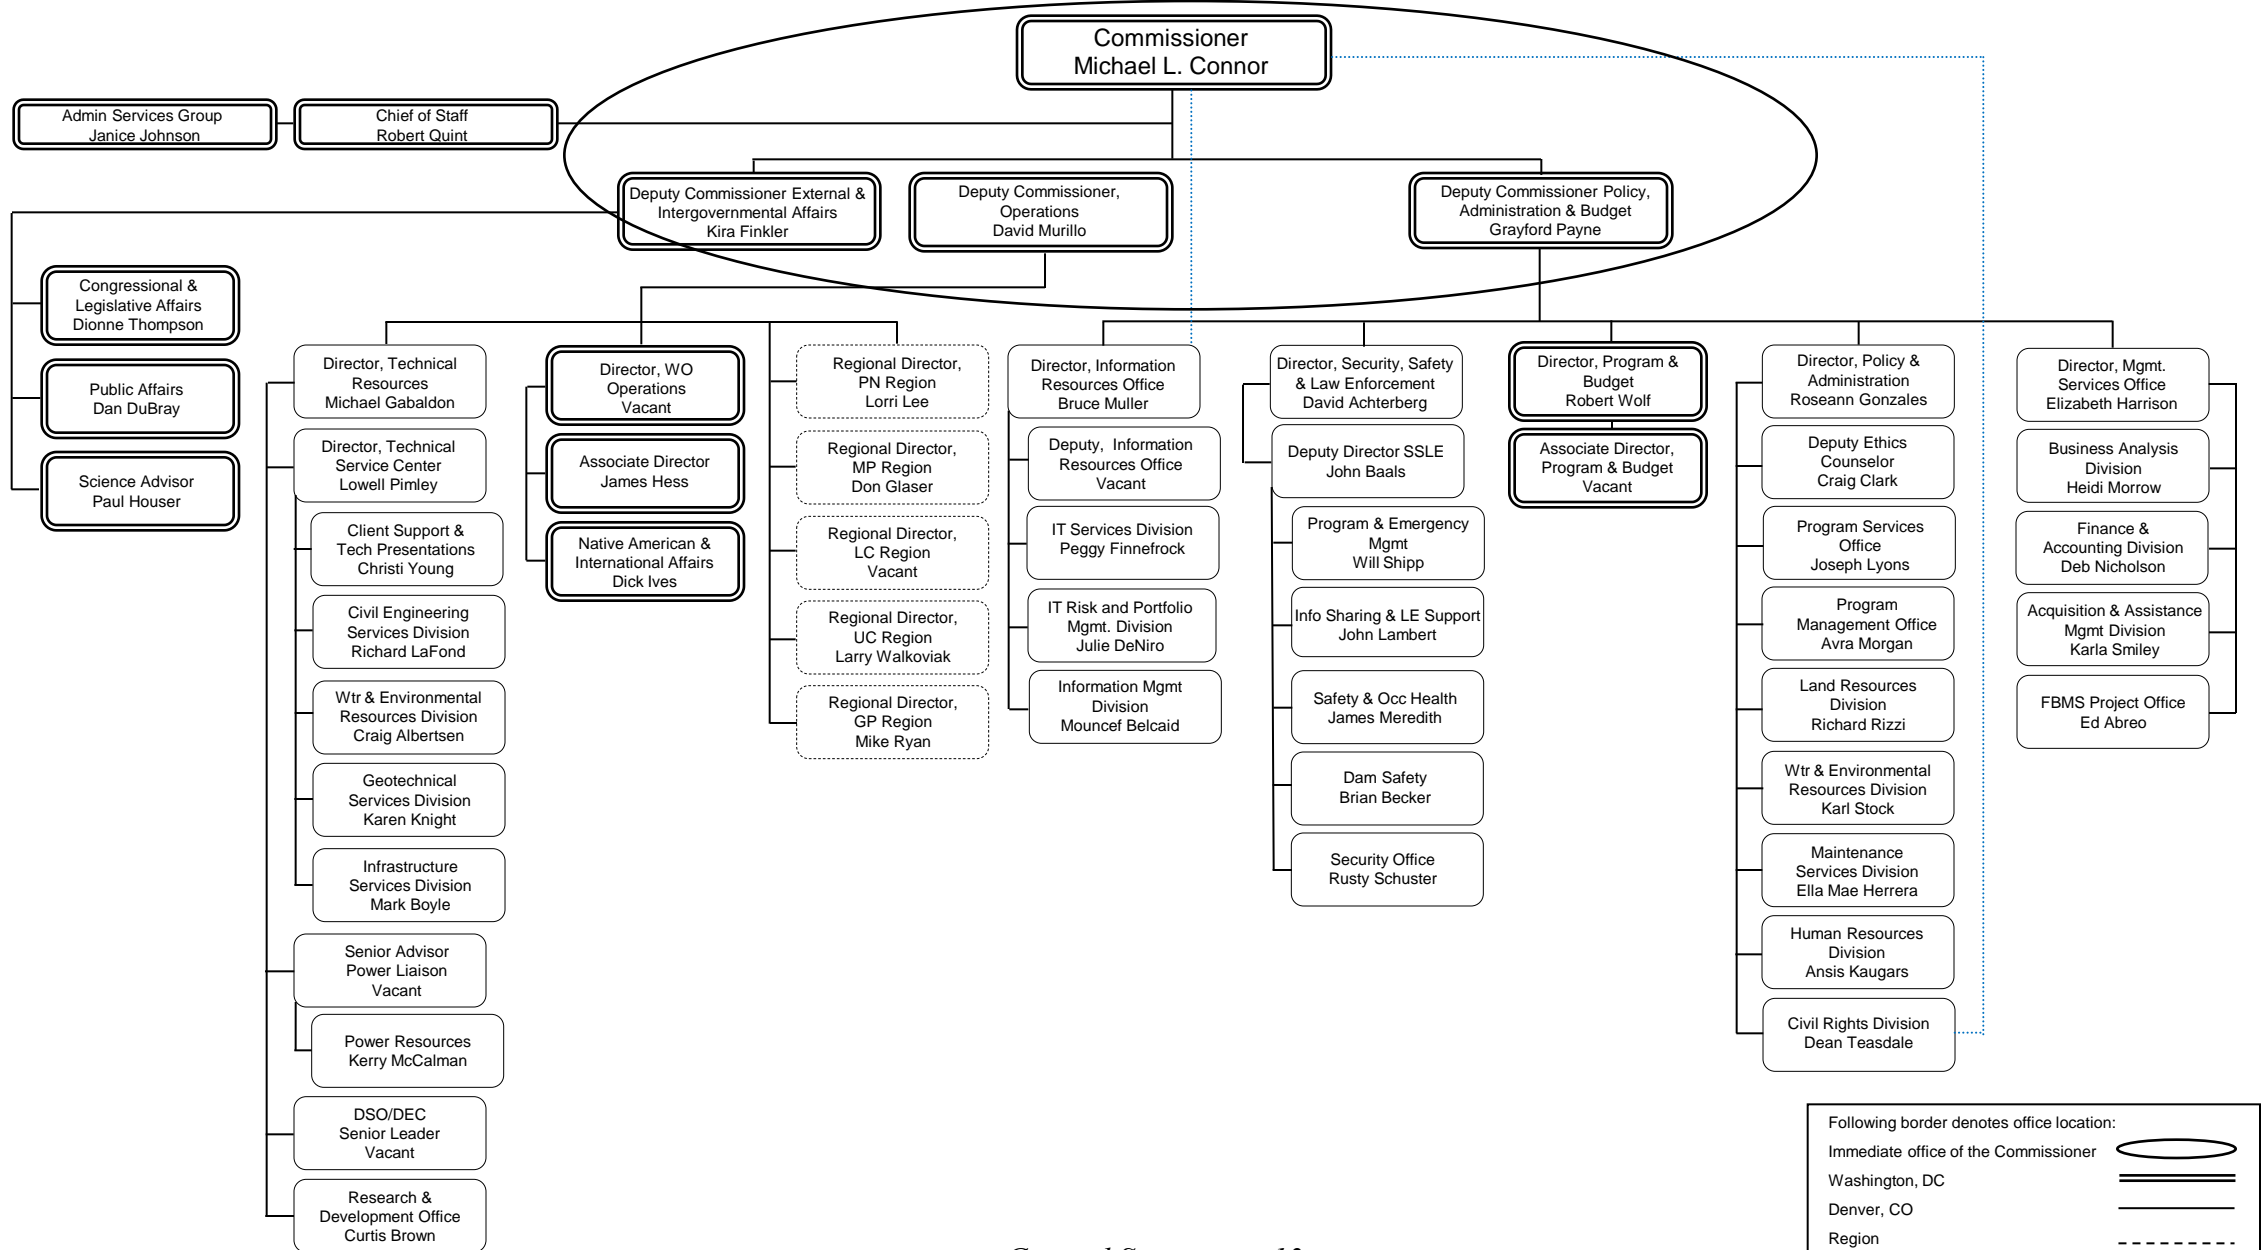 Commissioner
Michael L. Connor
Admin Services Group
Janice Johnson
Chief of Staff
Robert Quint
Deputy Commissioner External &
Intergovernmental Affairs
Kira Finkler
Deputy Commissioner,
Operations
David Murillo
Deputy Commissioner Policy,
Administration & Budget
Grayford Payne
Congressional &
Legislative Affairs
Dionne Thompson
Public Affairs
Dan DuBray
Science Advisor
Paul Houser
Director, Technical
Resources
Michael Gabaldon
Director, Technical
Service Center
Lowell Pimley
Client Support &
Tech Presentations
Christi Young
Civil Engineering
Services Division
Richard LaFond
Wtr & Environmental
Resources Division
Craig Albertsen
Geotechnical
Services Division
Karen Knight
Infrastructure
Services Division
Mark Boyle
Senior Advisor
Power Liaison
Vacant
Power Resources
Kerry McCalman
DSO/DEC
Senior Leader
Vacant
Research &
Development Office
Curtis Brown
Director, WO
Operations
Vacant
Associate Director
James Hess
Native American &
International Affairs
Dick Ives
Regional Director,
PN Region
Lorri Lee
Regional Director,
MP Region
Don Glaser
Regional Director,
LC Region
Vacant
Regional Director,
UC Region
Larry Walkoviak
Regional Director,
GP Region
Mike Ryan
Director, Information
Resources Office
Bruce Muller
Deputy, Information
Resources Office
Vacant
IT Services Division
Peggy Finnefrock
IT Risk and Portfolio
Mgmt. Division
Julie DeNiro
Information Mgmt
Division
Mouncef Belcaid
Director, Security, Safety
& Law Enforcement
David Achterberg
Deputy Director SSLE
John Baals
Program & Emergency
Mgmt
Will Shipp
Info Sharing & LE Support
John Lambert
Safety & Occ Health
James Meredith
Dam Safety
Brian Becker
Security Office
Rusty Schuster
Director, Program &
Budget
Robert Wolf
Associate Director,
Program & Budget
Vacant
Director, Policy &
Administration
Roseann Gonzales
Deputy Ethics
Counselor
Craig Clark
Program Services
Office
Joseph Lyons
Program
Management Office
Avra Morgan
Land Resources
Division
Richard Rizzi
Wtr & Environmental
Resources Division
Karl Stock
Maintenance
Services Division
Ella Mae Herrera
Human Resources
Division
Ansis Kaugars
Civil Rights Division
Dean Teasdale
Director, Mgmt.
Services Office
Elizabeth Harrison
Business Analysis
Division
Heidi Morrow
Finance &
Accounting Division
Deb Nicholson
Acquisition & Assistance
Mgmt Division
Karla Smiley
FBMS Project Office
Ed Abreo
Following border denotes office location:
Immediate office of the Commissioner
Washington, DC
Denver, CO
Region